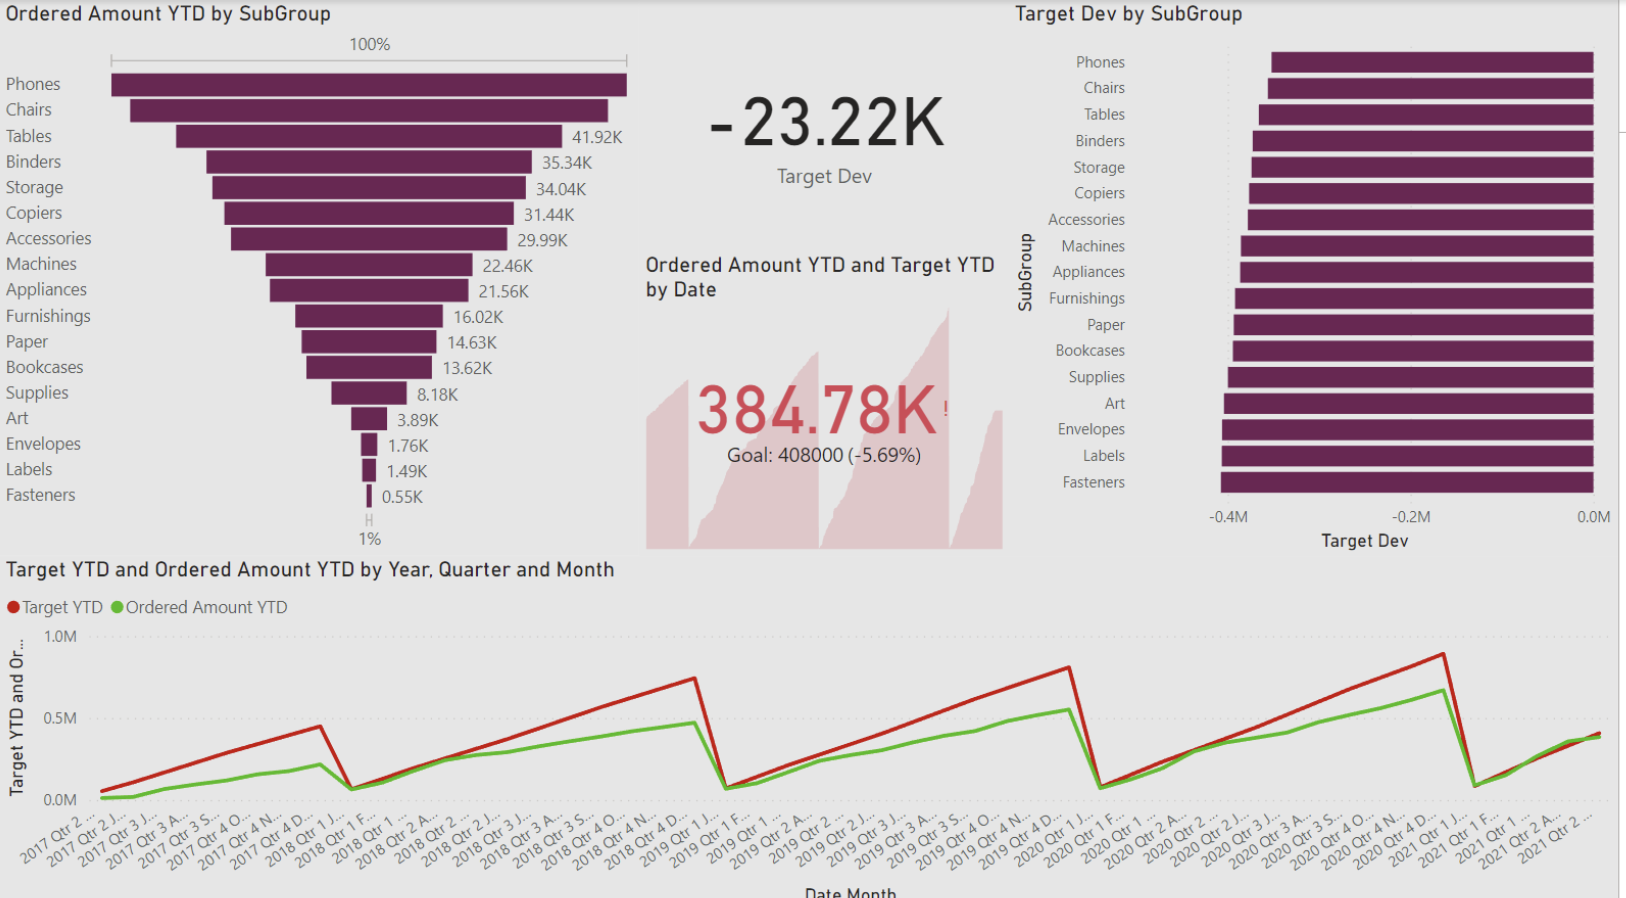 Ordered Amount YTD by SubGroup
100%
Phones
Chairs
Tables 41.92K
Binders 35.34K
Storage 34.04K
Copiers 31.44K
Accessories 29.99K
Machines 22.46K
Appliances 21.56K
Furnishings 16.02K
Paper 14.63K
Bookcases 13.62K
Supplies 8.18K
Art 3.89K
Envelopes 1.76K
Labels 1.49K
Fasteners 0.55K
1%
-23.22K
Target Dev
Ordered Amount YTD and Target YTD
by Date
384.78K!
Goal: 408000 (-5.69%)
Target Dev by SubGroup
SubGroup
Phones
Chairs
Tables
Binders
Storage
Copiers
Accessories
Machines
Appliances
Furnishings
Paper
Bookcases
Supplies
Art
Envelopes
Labels
Fasteners
-0.4M -0.2M 0.0M
Target Dev
Target YTD and Ordered Amount YTD by Year, Quarter and Month
Target YTD Ordered Amount YTD
Target YTD and Or...
1.0M
0.5M
0.0M
2017 Qtr 2 ...
2017 Qtr 2 J...
2017 Qtr 3 J...
2017 Qtr 3 A...
2017 Qtr 3 S...
2017 Qtr 4 O...
2017 Qtr 4 N...
2017 Qtr 4 D...
2018 Qtr 1 J...
2018 Qtr 1 F...
2018 Qtr 1 ...
2018 Qtr 2 A...
2018 Qtr 2 ...
2018 Qtr 2 J...
2018 Qtr 3 J...
2018 Qtr 3 A...
2018 Qtr 3 S...
2018 Qtr 4 O...
2018 Qtr 4 N...
2018 Qtr 4 D...
2019 Qtr 1 J...
2019 Qtr 1 F...
2019 Qtr 1 ...
2019 Qtr 2 A...
2019 Qtr 2 ...
2019 Qtr 2 J...
2019 Qtr 3 J...
2019 Qtr 3 A...
2019 Qtr 3 S...
2019 Qtr 4 O...
2019 Qtr 4 N...
2019 Qtr 4 D...
2020 Qtr 1 J...
2020 Qtr 1 F...
2020 Qtr 1 ...
2020 Qtr 2 A...
2020 Qtr 2 ...
2020 Qtr 2 J...
2020 Qtr 3 J...
2020 Qtr 3 A...
2020 Qtr 3 S...
2020 Qtr 4 O...
2020 Qtr 4 N...
2020 Qtr 4 D...
2021 Qtr 1 J...
2021 Qtr 1 F...
2021 Qtr 1 ...
2021 Qtr 2 A...
2021 Qtr 2 ...
Date Month